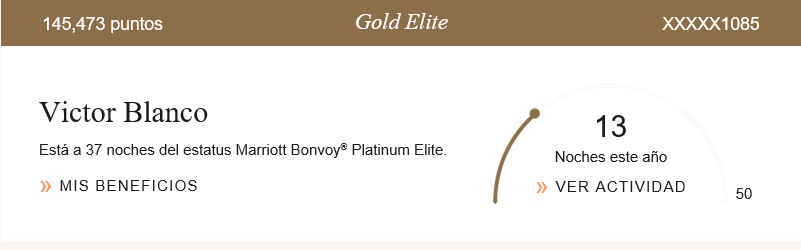 145,473 puntos
Gold Elite
XXXXX1085
Victor Blanco
Está a 37 noches del estatus Marriott Bonvoy® Platinum Elite.
» MIS BENEFICIOS
13
Noches este año
» VER ACTIVIDAD
50